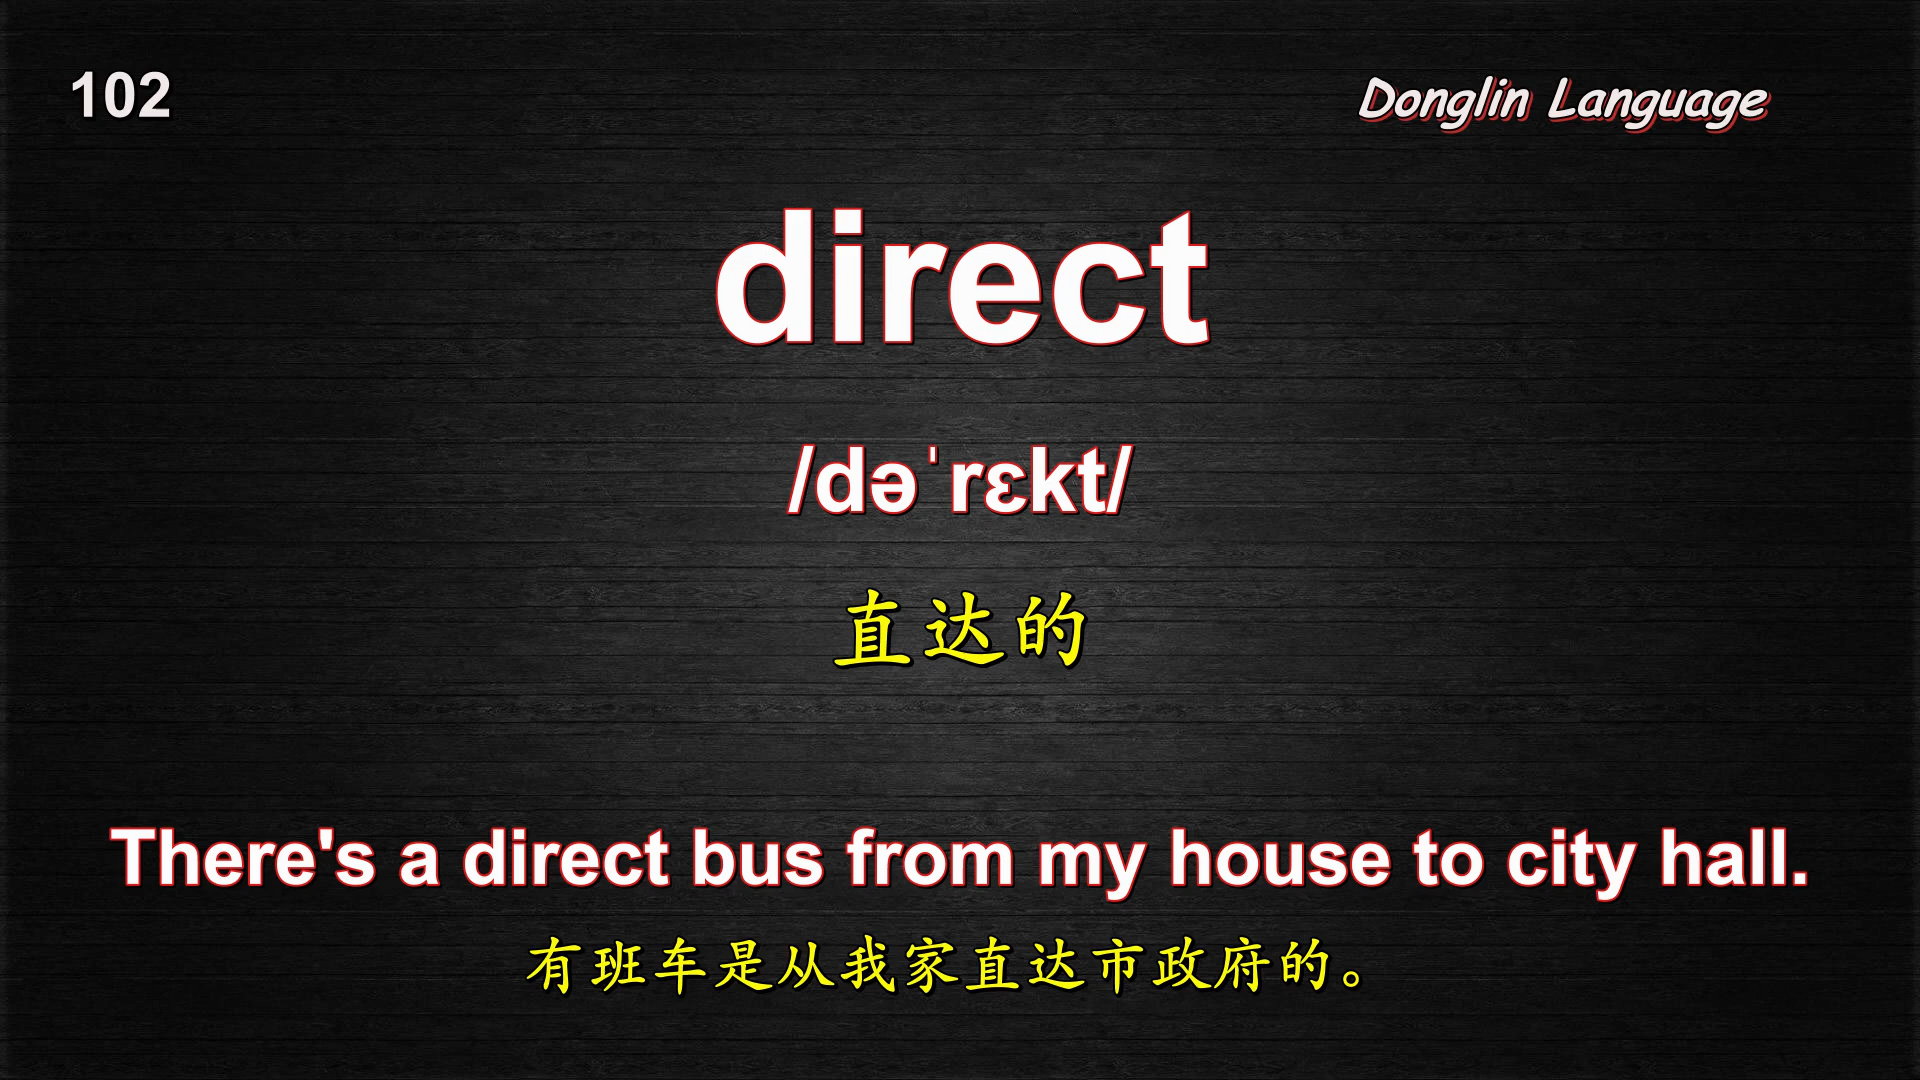 102
Donglin Language
direct
/dəˈrɛkt/
直达的
There's a direct bus from my house to city hall.
有班车是从我家直达市政府的。